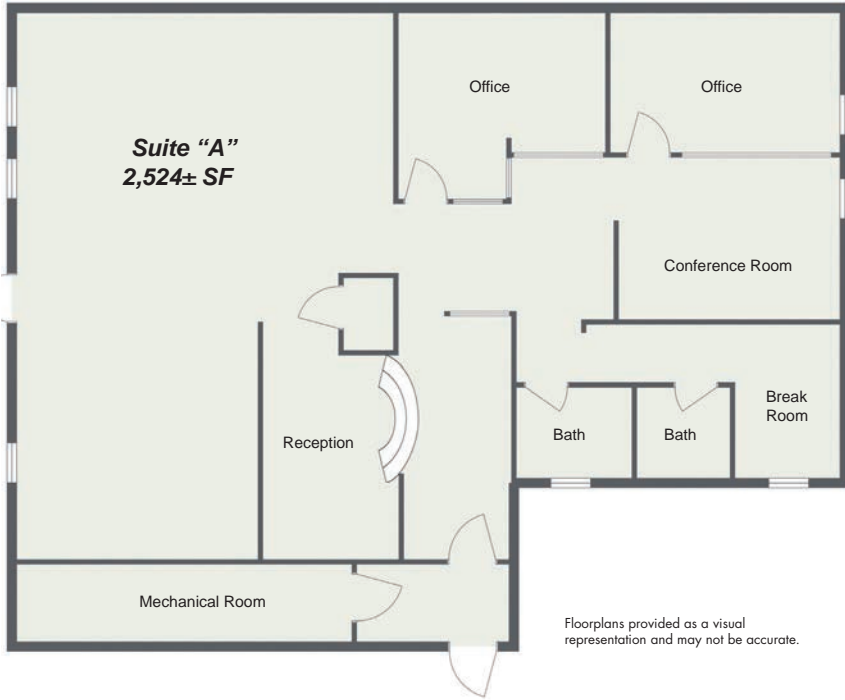 Office
Office
Suite “A”
2,524± SF
Conference Room
Break
Room
Reception
Bath
Bath
Mechanical Room
Floorplans provided as a visual
representation and may not be accurate.